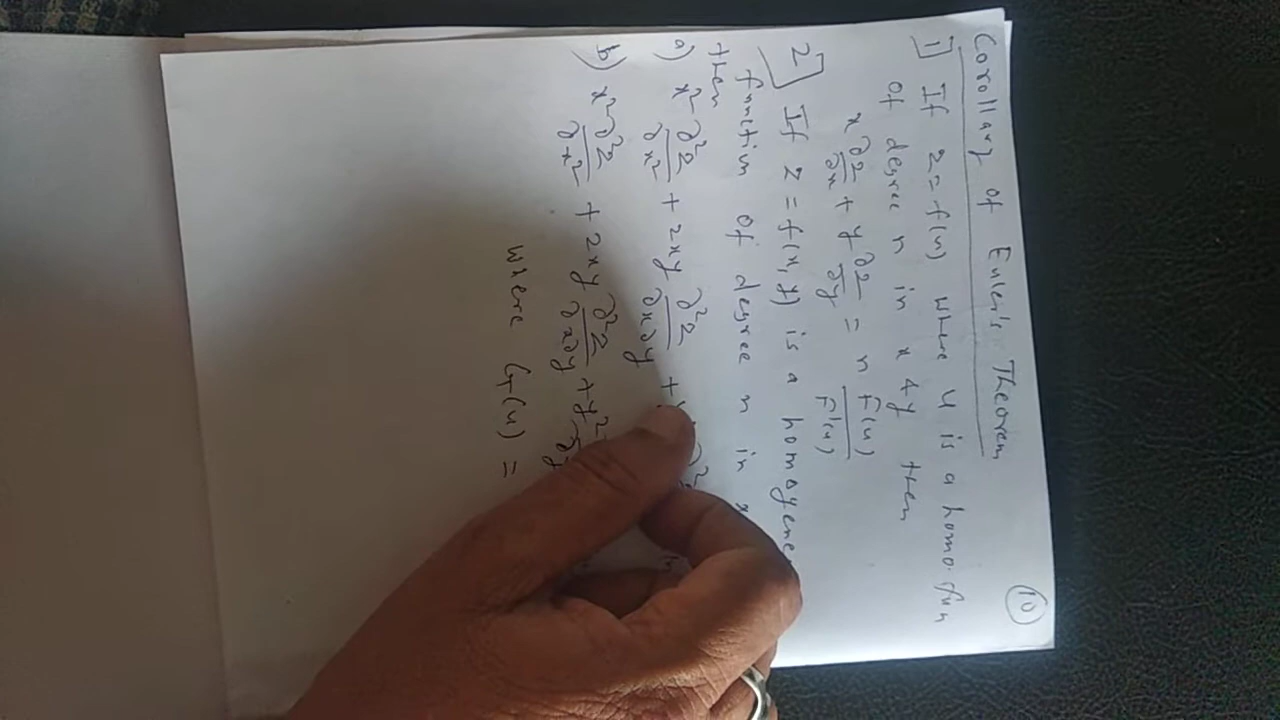 10
Corollary of Euler's Theorem
1] If z = f(u) where u is a homo. fun
of degree n in x & y then
x ∂z/∂x + y ∂z/∂y = n F(u)/F'(u)
2] If z = f(x,y) is a homogene
function of degree n in x
then
a) x² ∂²z/∂x² + 2xy ∂²z/∂x∂y +
b) x² ∂²z/∂x² + 2xy ∂²z/∂x∂y + y²
where G(u) =